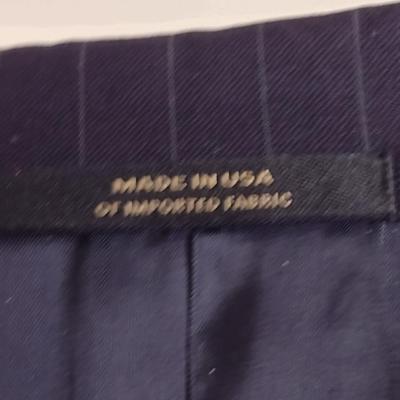 MADE IN USA
OF IMPORTED FABRIC